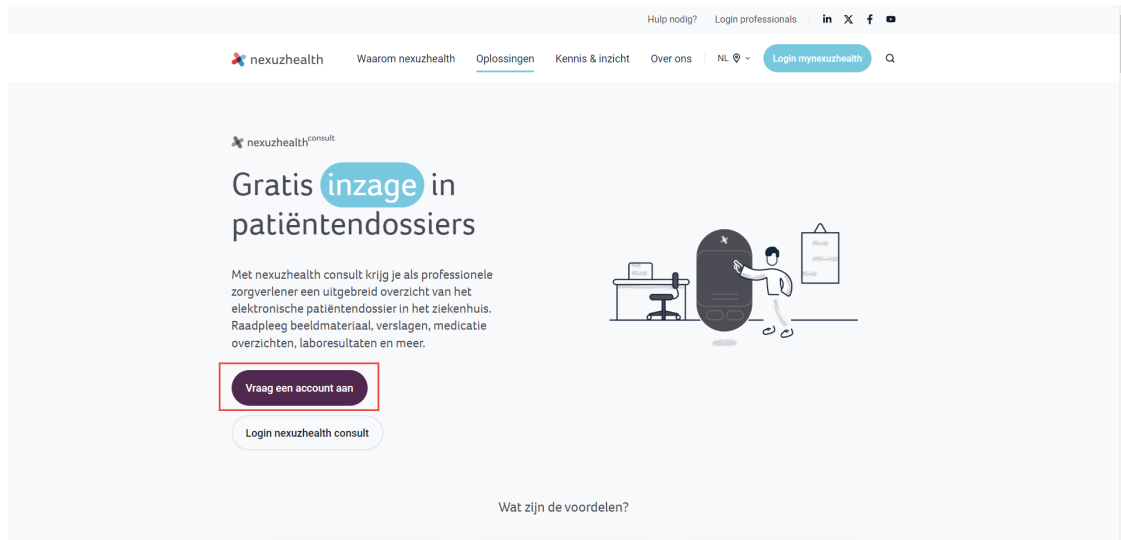 Hulp nodig? Login professionals
nexuzhealth Waarom nexuzhealth Oplossingen Kennis & inzicht Over ons NL Login mynexuzhealth
nexuzhealth consult
Gratis inzage in
patiëntendossiers
Met nexuzhealth consult krijg je als professionele
zorgverlener een uitgebreid overzicht van het
elektronische patiëntendossier in het ziekenhuis.
Raadpleeg beeldmateriaal, verslagen, medicatie
overzichten, laboresultaten en meer.
Vraag een account aan
Login nexuzhealth consult
Wat zijn de voordelen?